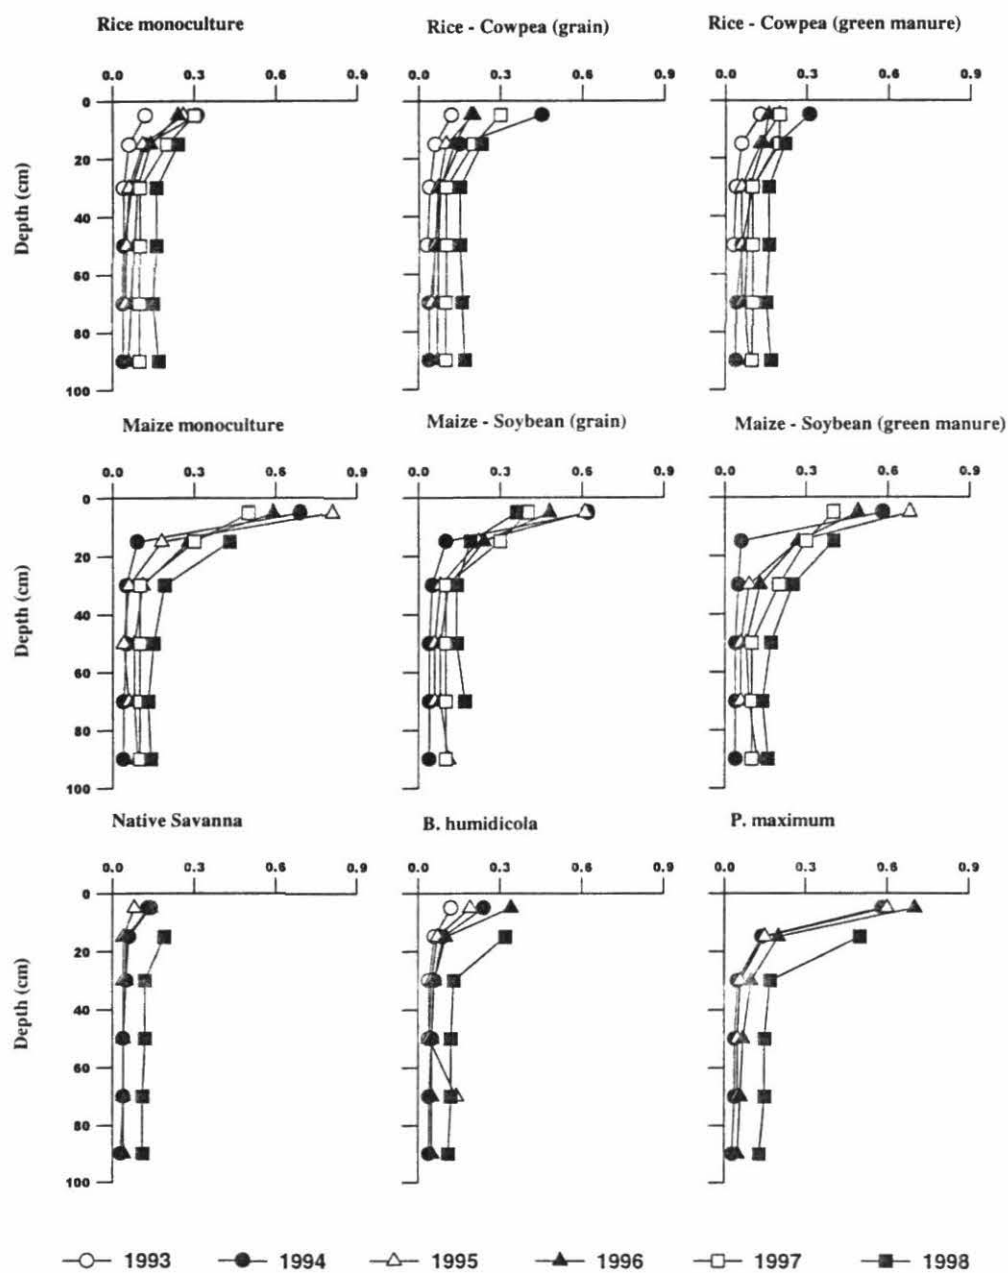 Rice monoculture Rice - Cowpea (grain) Rice - Cowpea (green manure)
0.0 0.3 0.6 0.9 0.0 0.3 0.6 0.9 0.0 0.3 0.6 0.9
0
20
40
60
80
100
Depth (cm)
Maize monoculture Maize - Soybean (grain) Maize - Soybean (green manure)
0.0 0.3 0.6 0.9 0.0 0.3 0.6 0.9 0.0 0.3 0.6 0.9
0
20
40
60
80
100
Depth (cm)
Native Savanna B. humidicola P. maximum
0.0 0.3 0.6 0.9 0.0 0.3 0.6 0.9 0.0 0.3 0.6 0.9
0
20
40
60
80
100
Depth (cm)
1993 1994 1995 1996 1997 1998